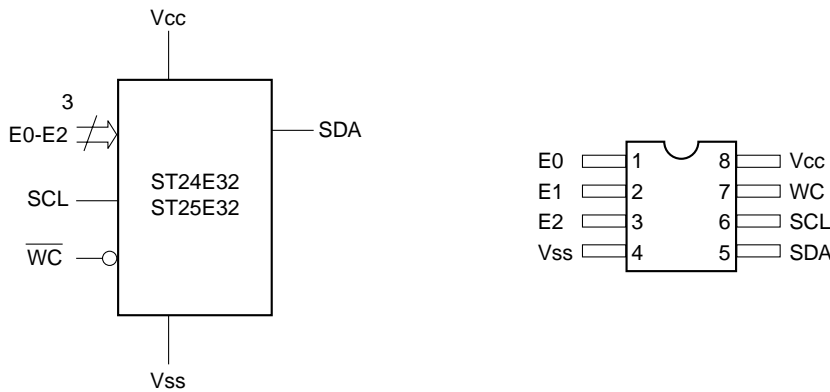 Vcc
3
E0-E2
SDA
ST24E32
ST25E32
SCL
WC
Vss
E0 1 8 Vcc
E1 2 7 WC
E2 3 6 SCL
Vss 4 5 SDA